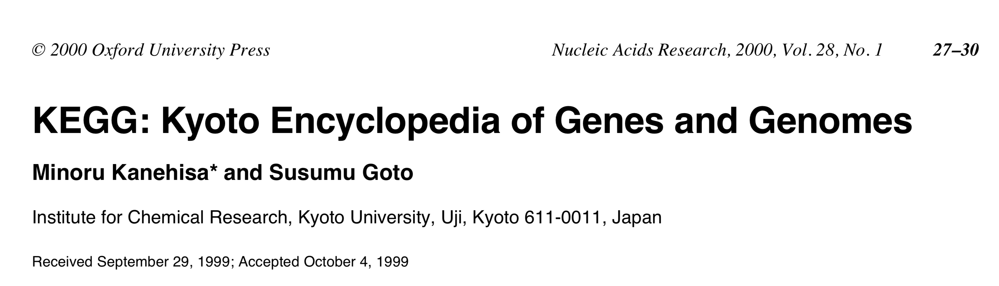 © 2000 Oxford University Press Nucleic Acids Research, 2000, Vol. 28, No. 1 27–30
KEGG: Kyoto Encyclopedia of Genes and Genomes
Minoru Kanehisa* and Susumu Goto
Institute for Chemical Research, Kyoto University, Uji, Kyoto 611-0011, Japan
Received September 29, 1999; Accepted October 4, 1999